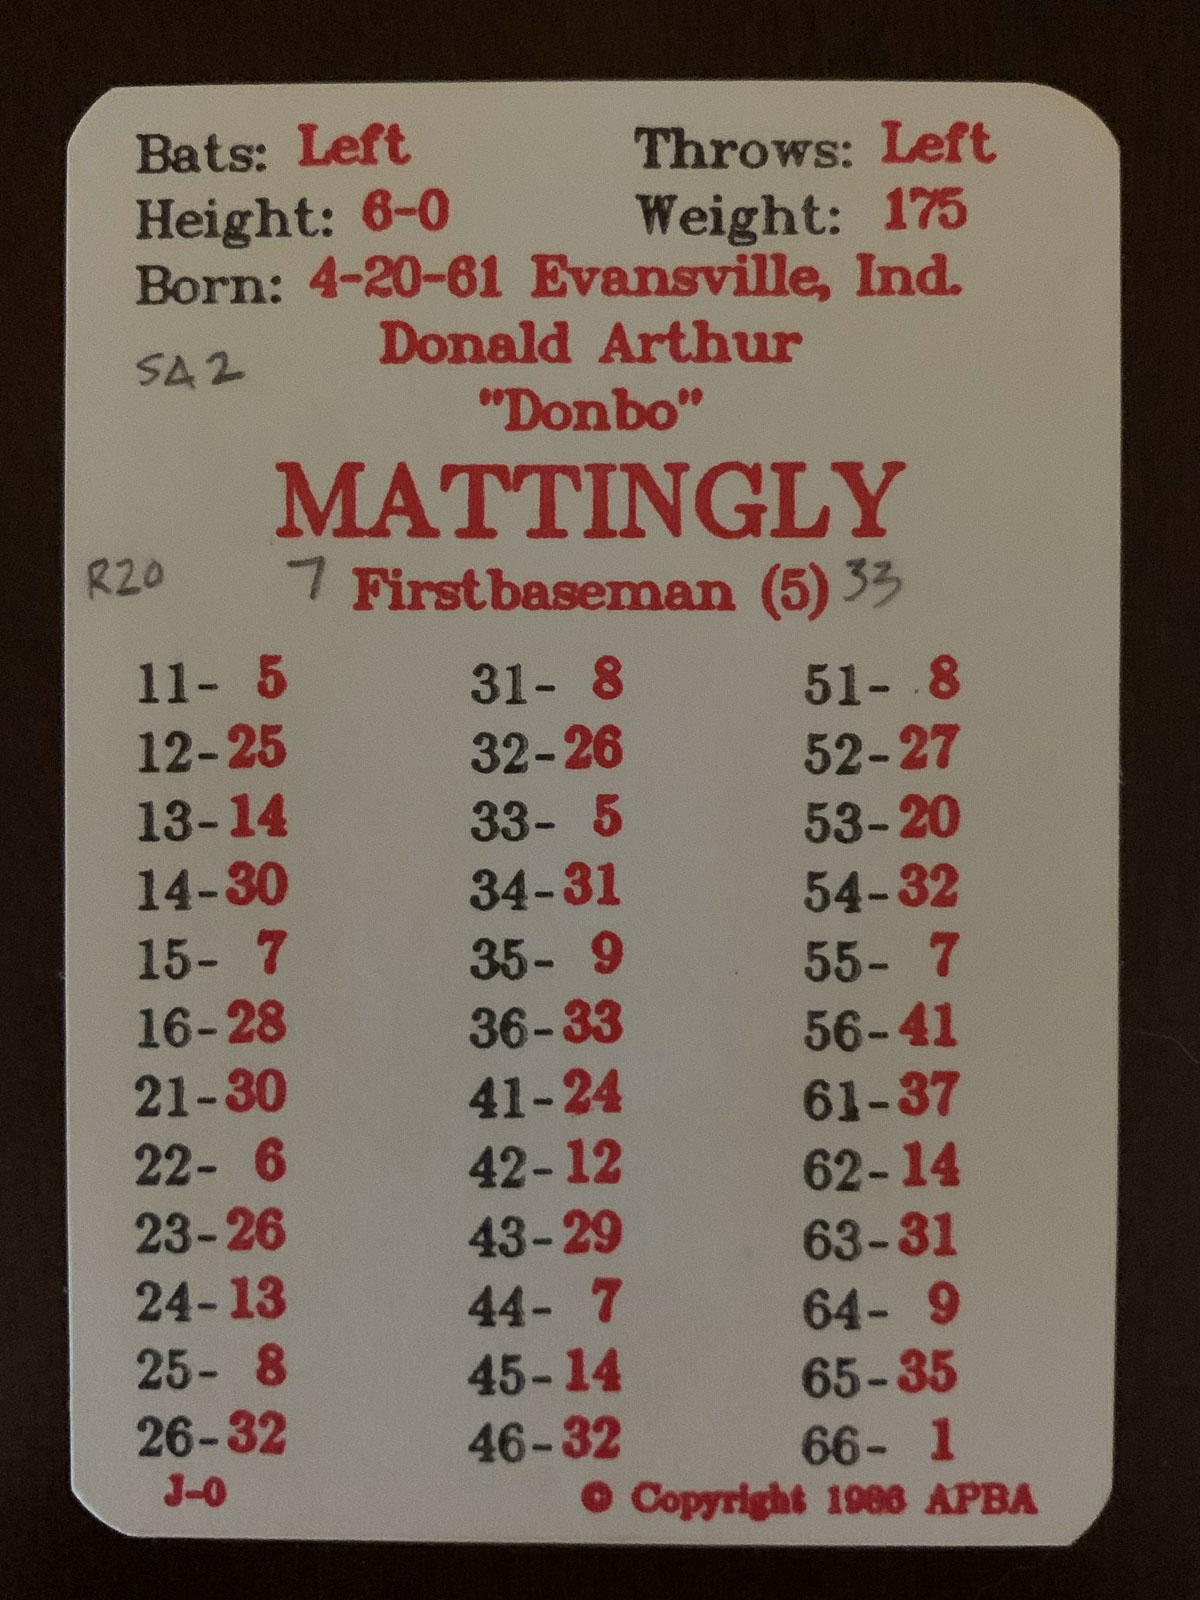 Bats: Left Throws: Left
Height: 6-0 Weight: 175
Born: 4-20-61 Evansville, Ind.
Donald Arthur
SA2
"Donbo"
MATTINGLY
R20 7 Firstbaseman (5) 33
11- 5 31- 8 51- 8
12-25 32-26 52-27
13-14 33- 5 53-20
14-30 34-31 54-32
15- 7 35- 9 55- 7
16-28 36-33 56-41
21-30 41-24 61-37
22- 6 42-12 62-14
23-26 43-29 63-31
24-13 44- 7 64- 9
25- 8 45-14 65-35
26-32 46-32 66- 1
J-0 © Copyright 1986 APBA